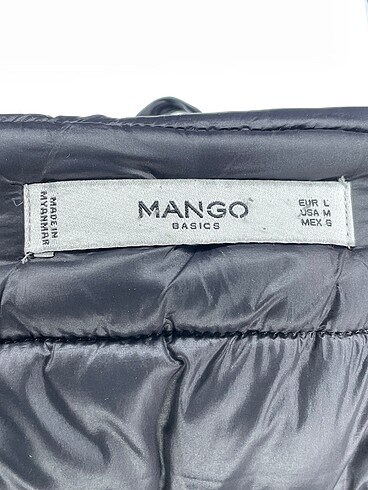 MADE IN
MYANMAR
MANGO
BASICS
EUR L
USA M
MEX G